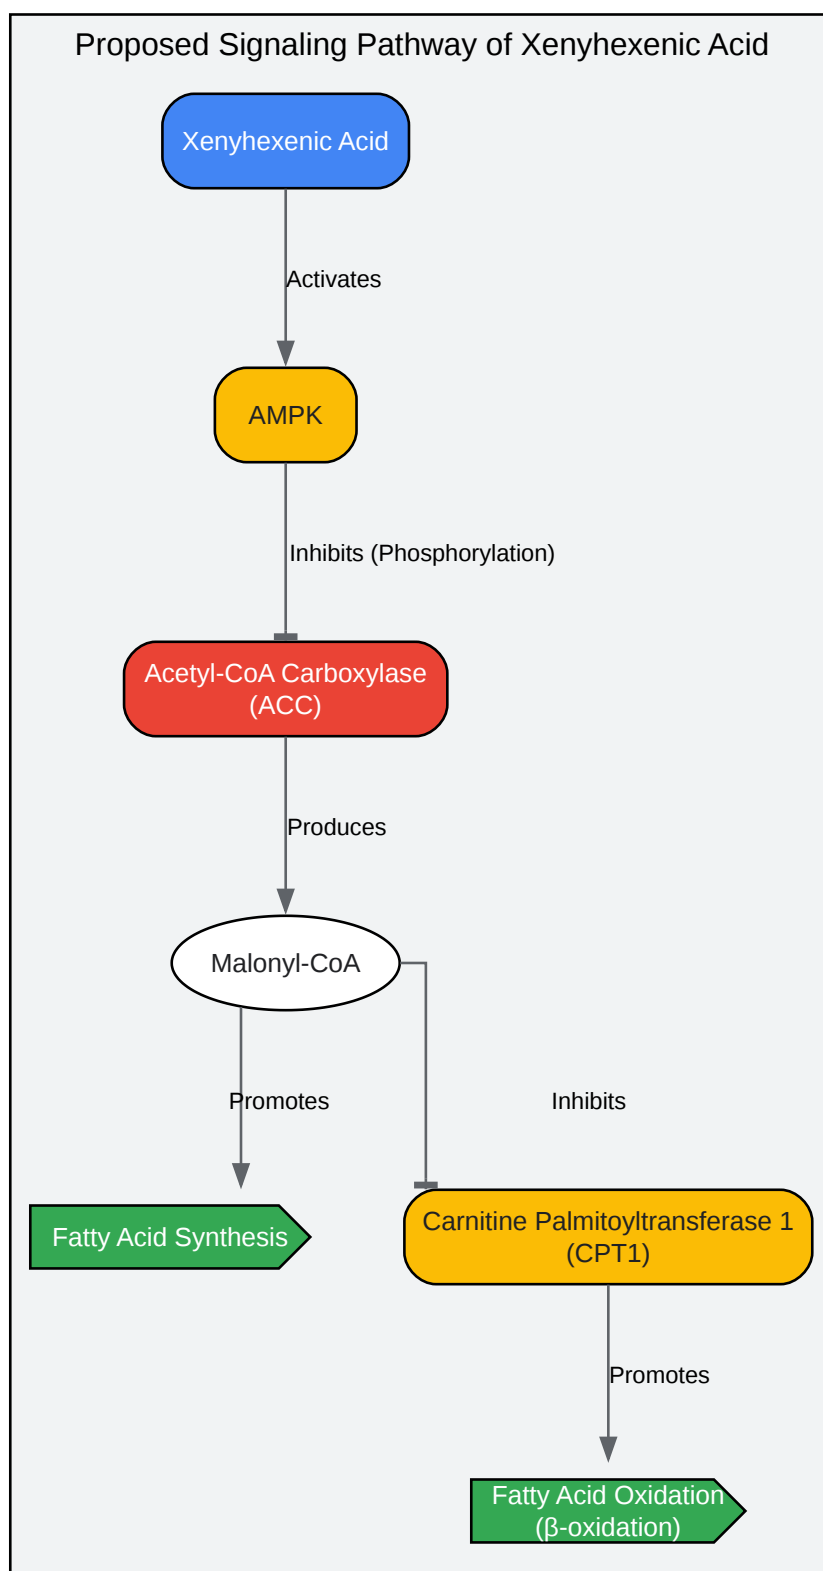 Proposed Signaling Pathway of Xenyhexenic Acid
Xenyhexenic Acid
Activates
AMPK
Inhibits (Phosphorylation)
Acetyl-CoA Carboxylase
(ACC)
Produces
Malonyl-CoA
Promotes
Inhibits
Fatty Acid Synthesis
Carnitine Palmitoyltransferase 1
(CPT1)
Promotes
Fatty Acid Oxidation
(β-oxidation)